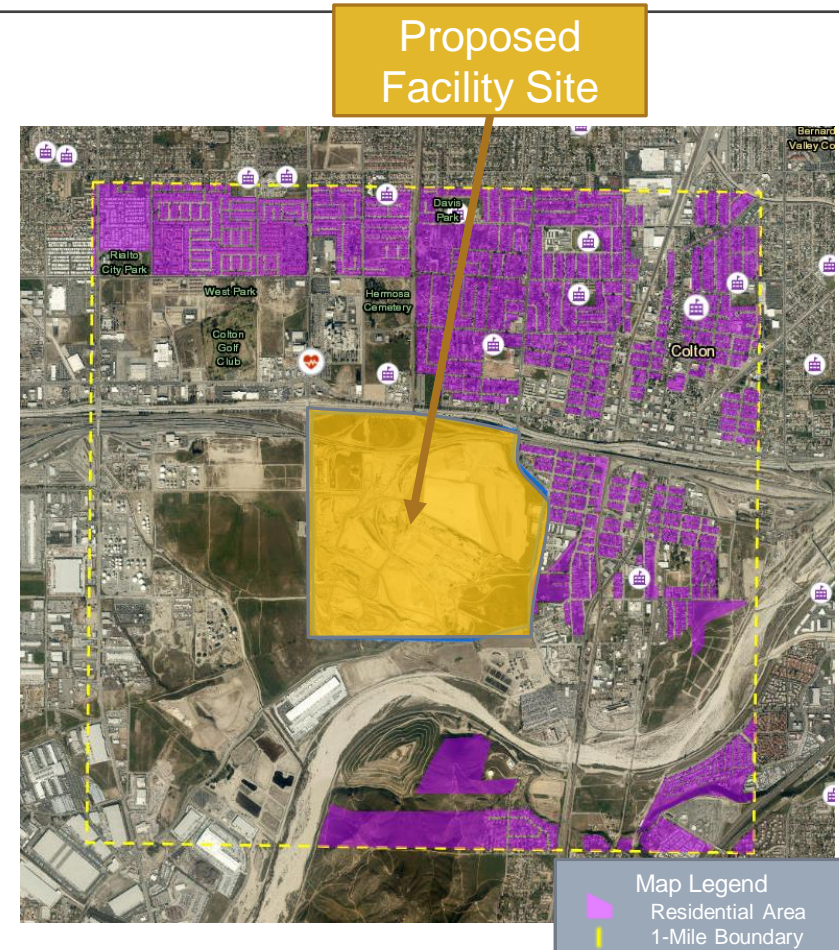 Proposed
Facility Site
Valley Co
Davis
Park
Rialto
City Park
West Park
Hermosa
Cemetery
Colton
Golf
Club
Colton
Map Legend
Residential Area
1-Mile Boundary